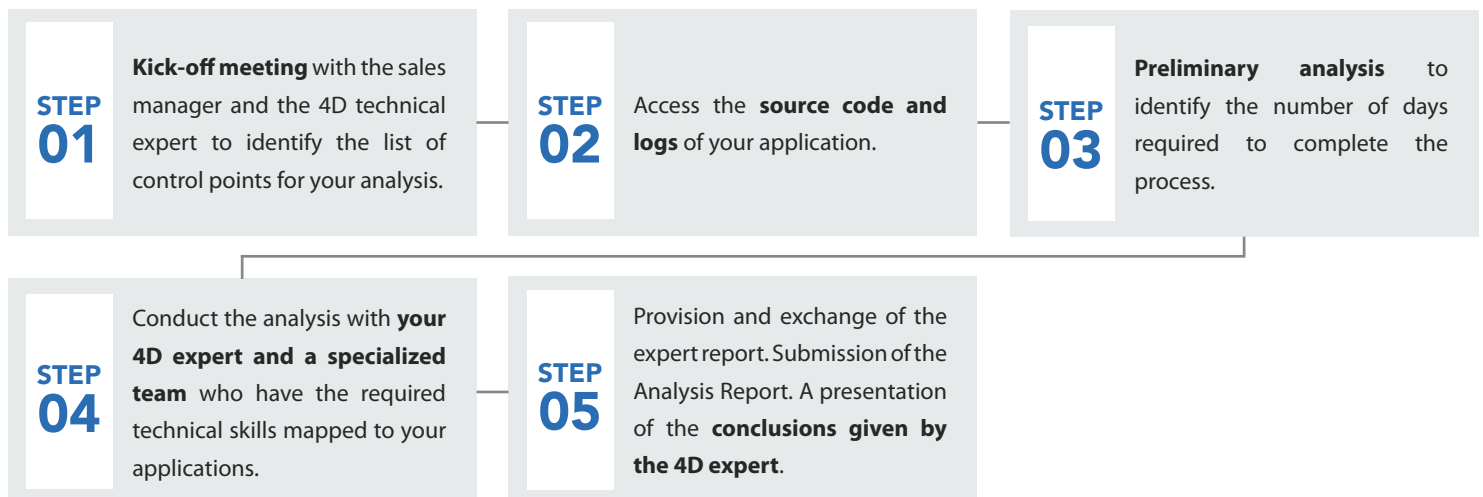 STEP
01
Kick-off meeting with the sales
manager and the 4D technical
expert to identify the list of
control points for your analysis.
STEP
02
Access the source code and
logs of your application.
STEP
03
Preliminary analysis to
identify the number of days
required to complete the
process.
STEP
04
Conduct the analysis with your
4D expert and a specialized
team who have the required
technical skills mapped to your
applications.
STEP
05
Provision and exchange of the
expert report. Submission of the
Analysis Report. A presentation
of the conclusions given by
the 4D expert.